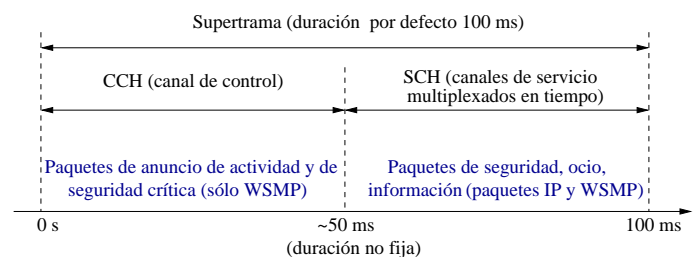 Supertrama (duración por defecto 100 ms)
CCH (canal de control)
SCH (canales de servicio
multiplexados en tiempo)
Paquetes de anuncio de actividad y de
seguridad crítica (sólo WSMP)
Paquetes de seguridad, ocio,
información (paquetes IP y WSMP)
0 s
~50 ms
100 ms
(duración no fija)